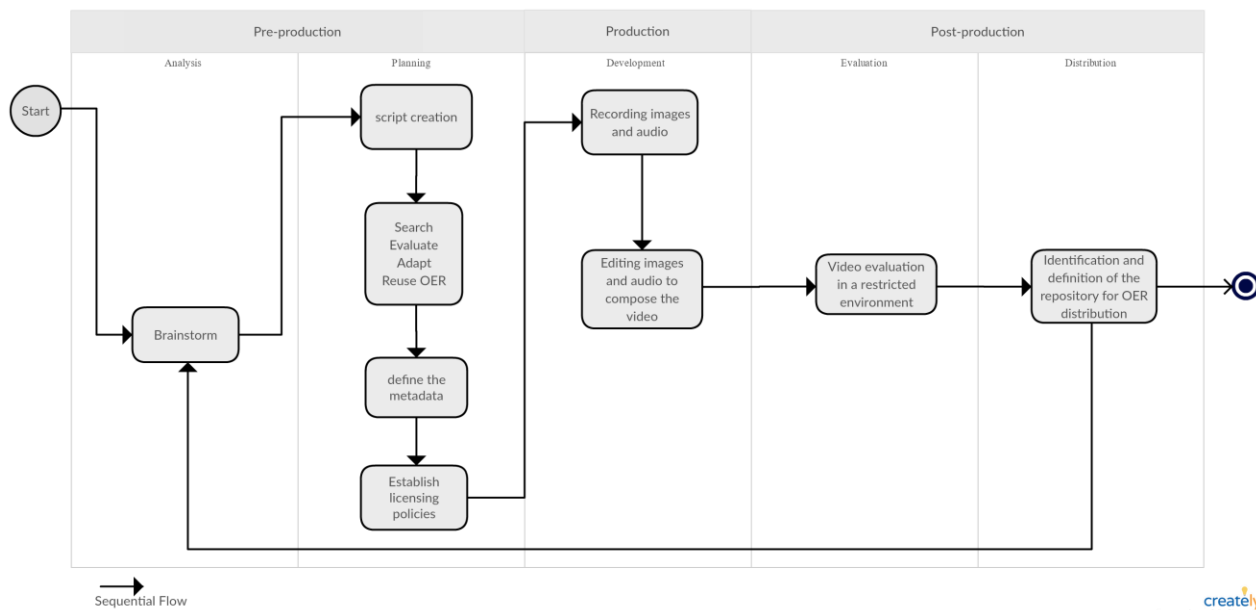 Pre-production
Production
Post-production
Analysis
Planning
Development
Evaluation
Distribution
Start
Brainstorm
script creation
Search
Evaluate
Adapt
Reuse OER
define the
metadata
Establish
licensing
policies
Recording images
and audio
Editing images
and audio to
compose the
video
Video evaluation
in a restricted
environment
Identification and
definition of the
repository for OER
distribution
Sequential Flow
creately